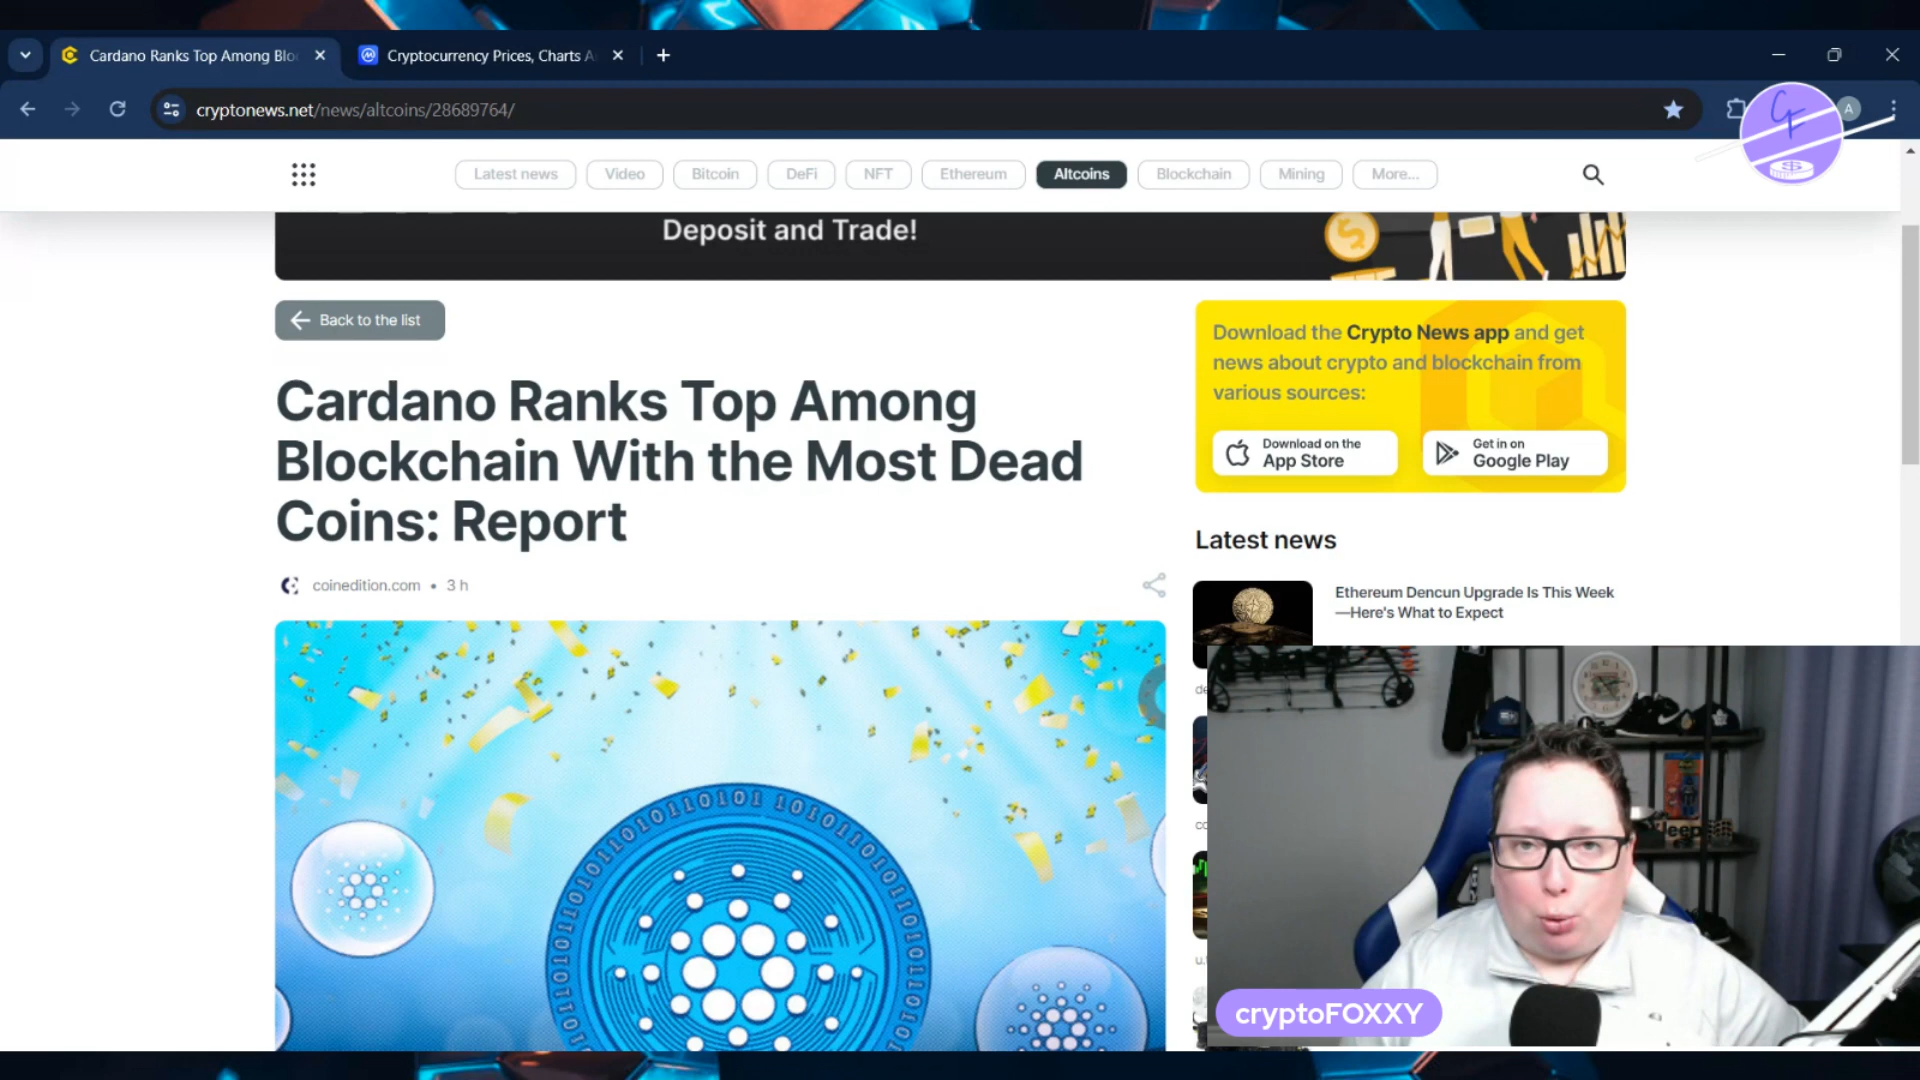 Cardano Ranks Top Among Blo
Cryptocurrency Prices, Charts A
cryptonews.net/news/altcoins/28689764/
A
Latest news
Video
Bitcoin
DeFi
NFT
Ethereum
Altcoins
Blockchain
Mining
More...
Deposit and Trade!
Back to the list
Cardano Ranks Top Among
Blockchain With the Most Dead
Coins: Report
coinedition.com • 3 h
Download the Crypto News app and get
news about crypto and blockchain from
various sources:
Download on the
App Store
Get in on
Google Play
Latest news
Ethereum Dencun Upgrade Is This Week
—Here's What to Expect
de
co
u.
Jeep
cryptoFOXXY